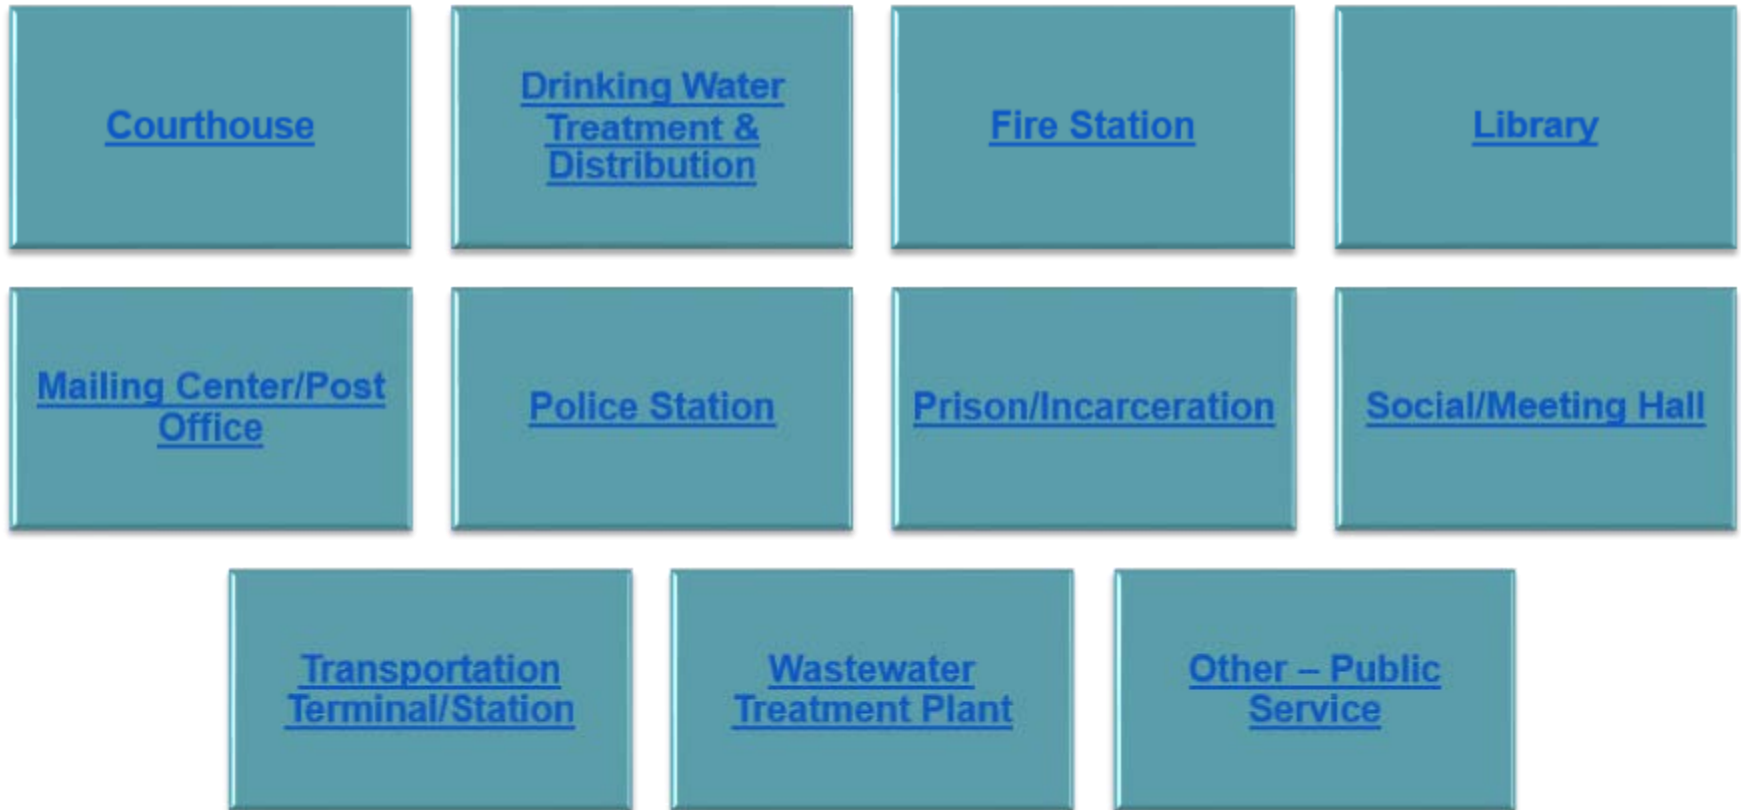 Courthouse
Drinking Water
Treatment &
Distribution
Fire Station
Library
Mailing Center/Post
Office
Police Station
Prison/Incarceration
Social/Meeting Hall
Transportation
Terminal/Station
Wastewater
Treatment Plant
Other – Public
Service